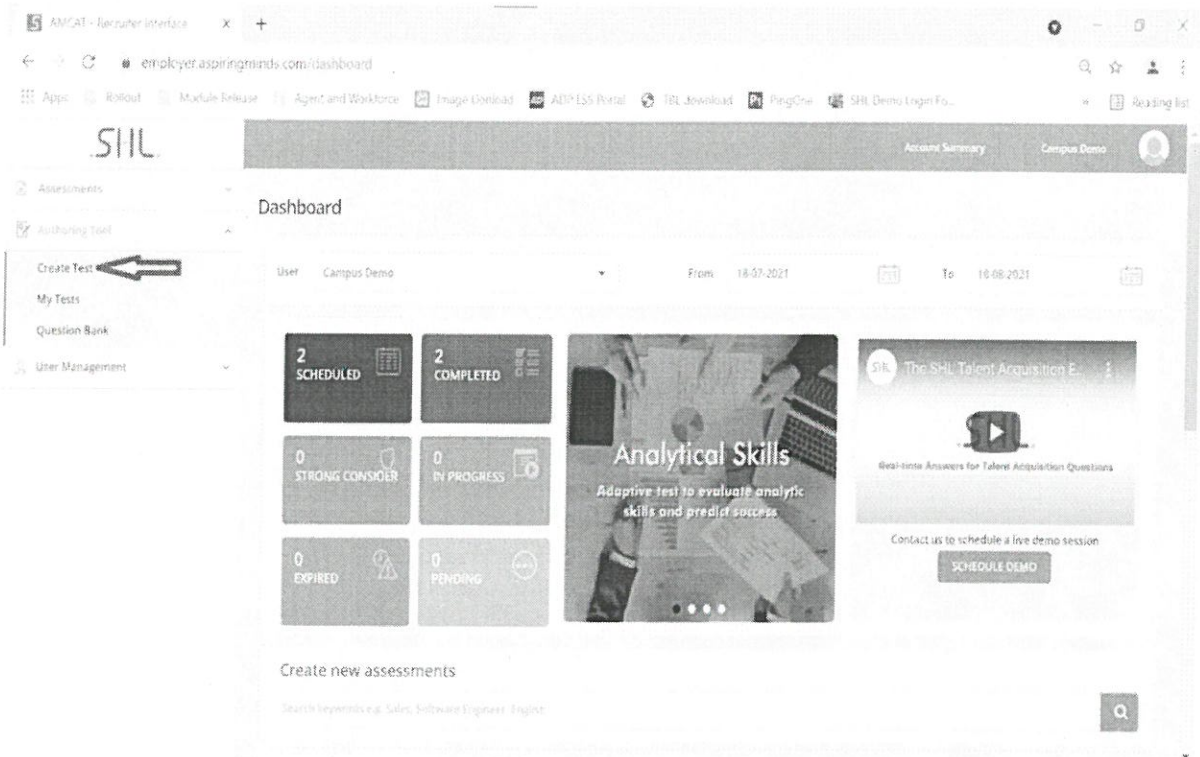 AMCAT - Recruiter Interface
employer.aspiringminds.com/dashboard
Apps Rollout Module Release Agent and Workforce Image Download ADP LSS Portal TBL download PingOne SHL Demo Login Fo... » Reading list
SHL
Account Summary Campus Demo
Assessments
Authoring Tool
Create Test
My Tests
Question Bank
User Management
Dashboard
User Campus Demo From 18-07-2021 To 18-08-2021
2
SCHEDULED
2
COMPLETED
0
STRONG CONSIDER
0
IN PROGRESS
0
EXPIRED
0
PENDING
Analytical Skills
Adaptive test to evaluate analytic
skills and predict success
SHL The SHL Talent Acquisition E...
Real-time Answers for Talent Acquisition Questions
Contact us to schedule a live demo session
SCHEDULE DEMO
Create new assessments
Search keywords e.g. Sales, Software Engineer, English